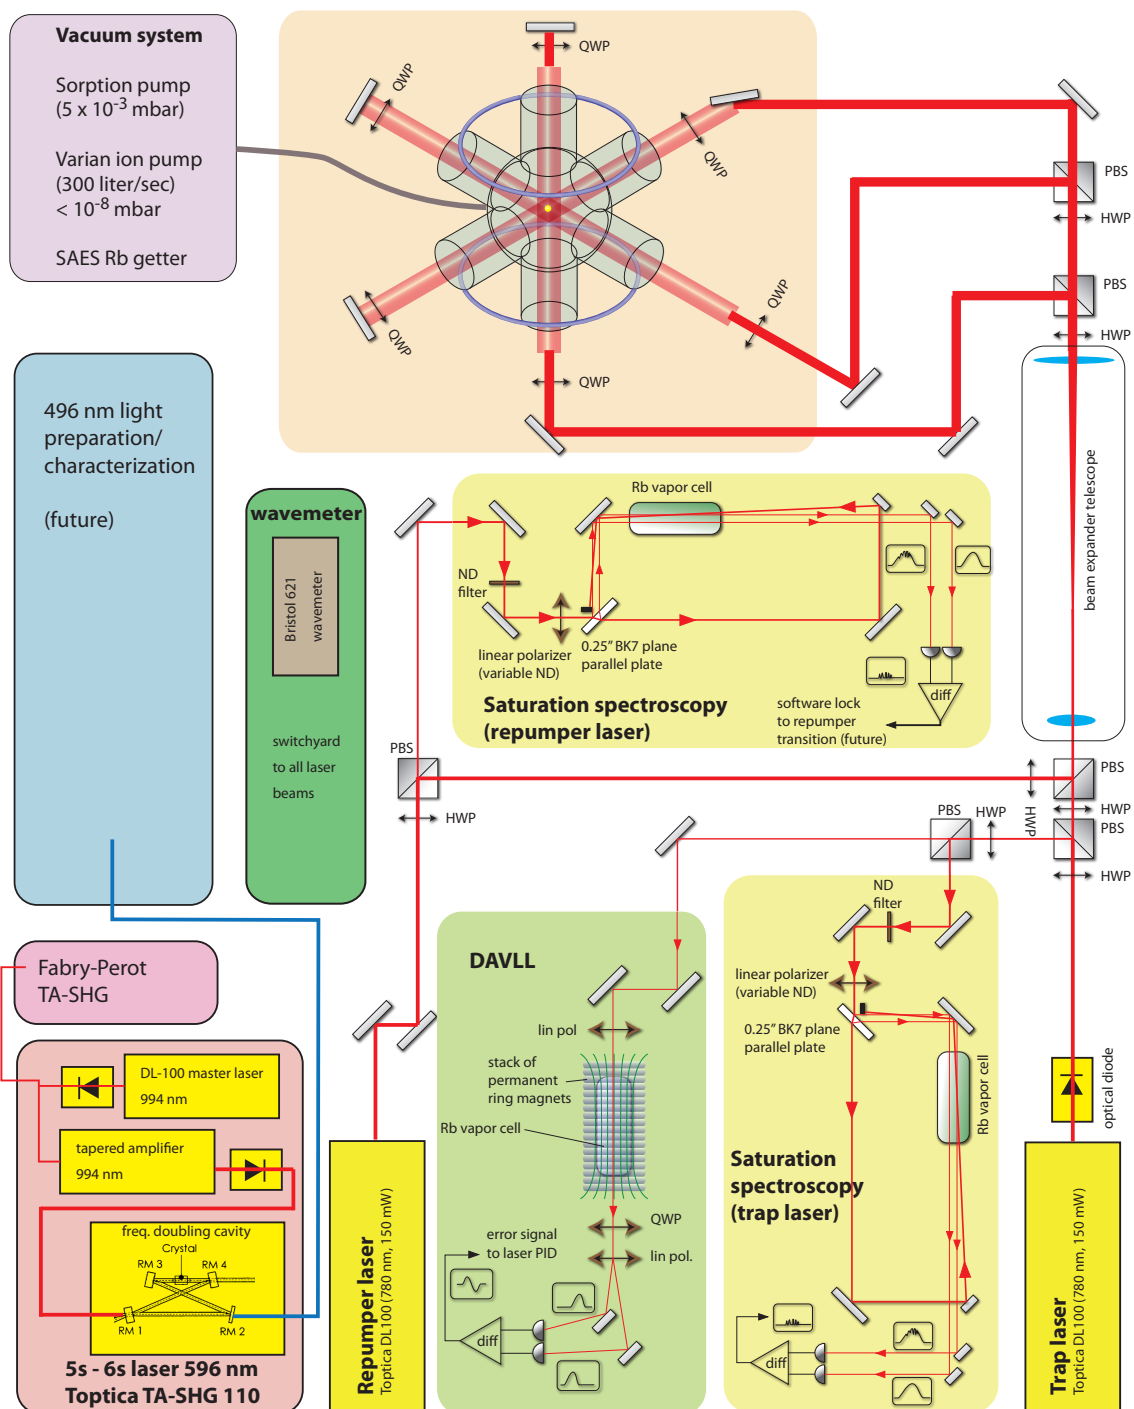 Vacuum system
Sorption pump
(5 x 10-3 mbar)
Varian ion pump
(300 liter/sec)
< 10-8 mbar
SAES Rb getter
QWP
QWP
QWP
QWP
QWP
QWP
PBS
HWP
PBS
HWP
beam expander telescope
496 nm light
preparation/
characterization
(future)
wavemeter
Bristol 621
wavemeter
switchyard
to all laser
beams
Rb vapor cell
ND
filter
linear polarizer
(variable ND)
0.25" BK7 plane
parallel plate
Saturation spectroscopy
(repumper laser)
diff
software lock
to repumper
transition (future)
PBS
HWP
PBS
HWP
HWP
PBS
HWP
PBS
HWP
ND
filter
linear polarizer
(variable ND)
0.25" BK7 plane
parallel plate
Rb vapor cell
Saturation
spectroscopy
(trap laser)
diff
optical diode
Trap laser
Toptica DL100 (780 nm, 150 mW)
DAVLL
lin pol
stack of
permanent
ring magnets
Rb vapor cell
QWP
error signal
to laser PID
lin pol.
diff
Repumper laser
Toptica DL100 (780 nm, 150 mW)
Fabry-Perot
TA-SHG
DL-100 master laser
994 nm
tapered amplifier
994 nm
freq. doubling cavity
Crystal
RM 3
RM 4
RM 1
RM 2
5s - 6s laser 596 nm
Toptica TA-SHG 110